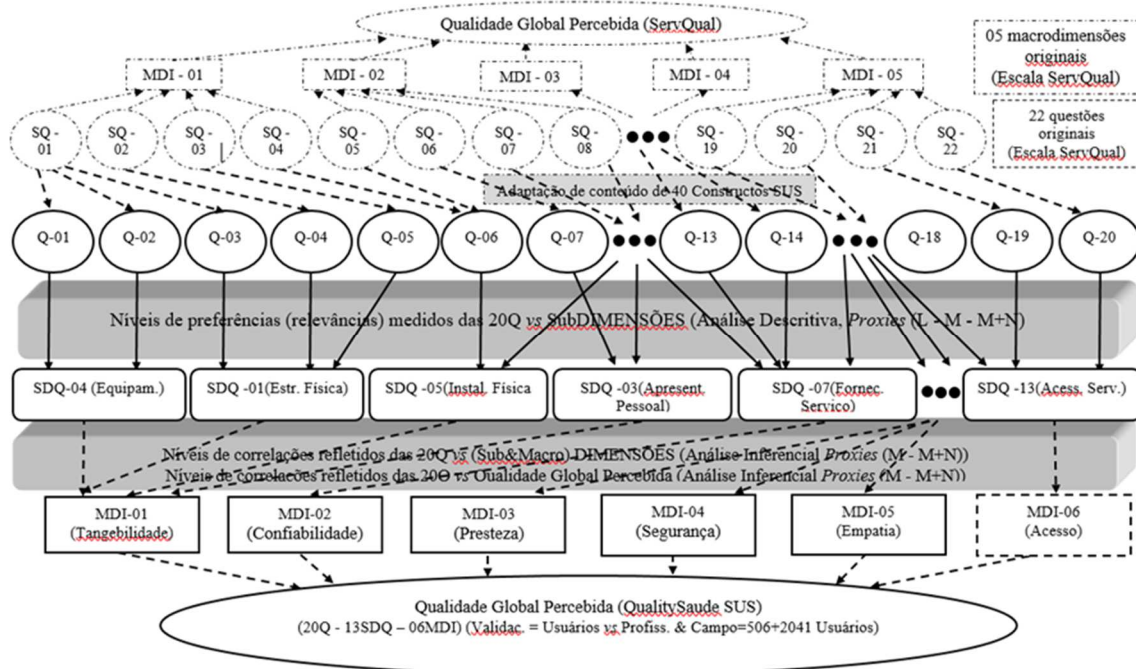 Qualidade Global Percebida (ServQual)
05 macrodimensões
originais
(Escala ServQual)
MDI - 01
MDI - 02
MDI - 03
MDI - 04
MDI - 05
22 questões
originais
(Escala ServQual)
SQ -
01
SQ -
02
SQ -
03
SQ -
04
SQ -
05
SQ -
06
SQ -
07
SQ -
08
SQ -
19
SQ -
20
SQ -
21
SQ -
22
Adaptação de conteúdo de 40 Constructos SUS
Q-01
Q-02
Q-03
Q-04
Q-05
Q-06
Q-07
Q-13
Q-14
Q-18
Q-19
Q-20
Níveis de preferências (relevâncias) medidos das 20Q vs SubDIMENSÕES (Análise Descritiva, Proxies (L - M - M+N)
SDQ-04 (Equipam.)
SDQ -01(Estr. Física)
SDQ -05(Instal. Física
SDQ -03(Apresent.
Pessoal)
SDQ -07(Fornec.
Serviço)
SDQ -13(Acess. Serv.)
Níveis de correlações refletidos das 20Q vs (Sub&Macro) DIMENSÕES (Análise Inferêncial Proxies (M - M+N))
Níveis de correlacões refletidos das 20Q vs Qualidade Global Percebida (Análise Inferencial Proxies (M - M+N))
MDI-01
(Tangebilidade)
MDI-02
(Confiabilidade)
MDI-03
(Presteza)
MDI-04
(Segurança)
MDI-05
(Empatia)
MDI-06
(Acesso)
Qualidade Global Percebida (QualitySaude SUS)
(20Q - 13SDQ – 06MDI) (Validac. = Usuários vs Profiss. & Campo=506+2041 Usuários)